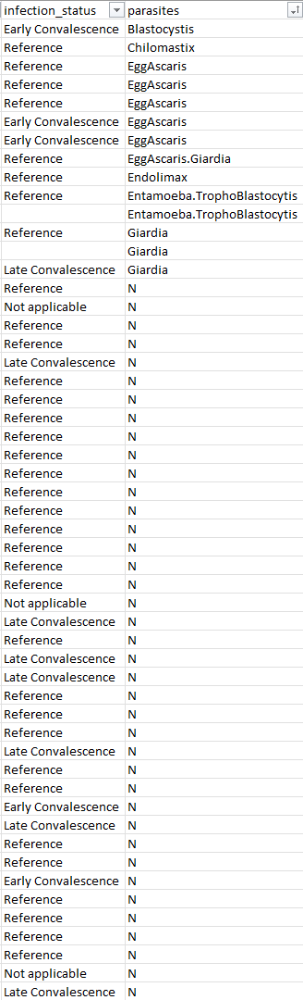 infection_status parasites
Early Convalescence Blastocystis
Reference Chilomastix
Reference EggAscaris
Reference EggAscaris
Reference EggAscaris
Early Convalescence EggAscaris
Early Convalescence EggAscaris
Reference EggAscaris.Giardia
Reference Endolimax
Reference Entamoeba.TrophoBlastocytis
Entamoeba.TrophoBlastocytis
Reference Giardia
Giardia
Late Convalescence Giardia
Reference N
Not applicable N
Reference N
Reference N
Late Convalescence N
Reference N
Reference N
Reference N
Reference N
Reference N
Reference N
Reference N
Reference N
Reference N
Reference N
Reference N
Reference N
Not applicable N
Late Convalescence N
Reference N
Late Convalescence N
Late Convalescence N
Reference N
Reference N
Reference N
Late Convalescence N
Reference N
Reference N
Early Convalescence N
Late Convalescence N
Reference N
Reference N
Early Convalescence N
Reference N
Reference N
Reference N
Reference N
Not applicable N
Late Convalescence N